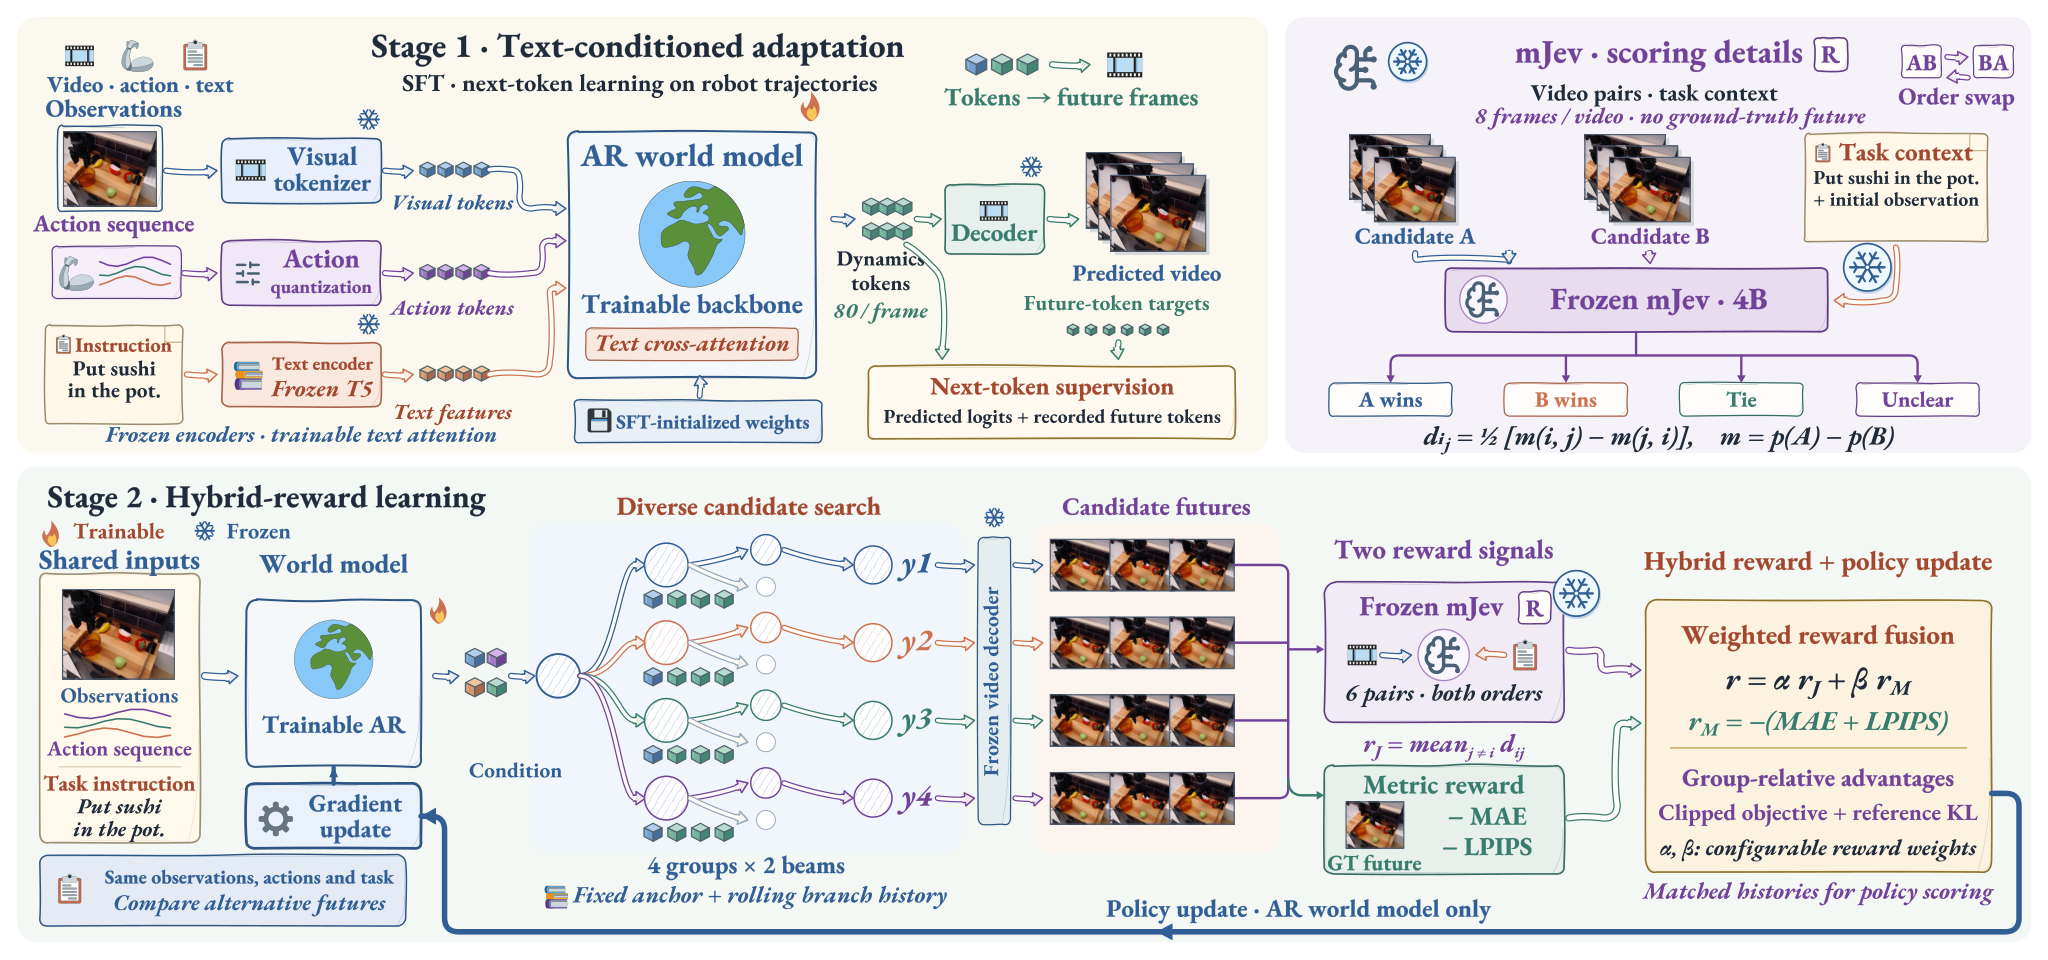 Stage 1 · Text-conditioned adaptation
SFT · next-token learning on robot trajectories
Video · action · text
Observations
Visual
tokenizer
Visual tokens
Action sequence
Action
quantization
Action tokens
Instruction
Put sushi
in the pot.
Text encoder
Frozen T5
Text features
Frozen encoders · trainable text attention
AR world model
Trainable backbone
Text cross-attention
SFT-initialized weights
Tokens → future frames
Dynamics
tokens
80 / frame
Decoder
Predicted video
Future-token targets
Next-token supervision
Predicted logits + recorded future tokens
mJev · scoring details R
Video pairs · task context
8 frames / video · no ground-truth future
AB BA
Order swap
Candidate A
Candidate B
Task context
Put sushi in the pot.
+ initial observation
Frozen mJev · 4B
A wins
B wins
Tie
Unclear
d_ij = ½ [m(i, j) − m(j, i)], m = p(A) − p(B)
Stage 2 · Hybrid-reward learning
Trainable Frozen
Shared inputs
Observations
Action sequence
Task instruction
Put sushi
in the pot.
World model
Trainable AR
Gradient
update
Same observations, actions and task
Compare alternative futures
Condition
Diverse candidate search
y1
y2
y3
y4
4 groups × 2 beams
Fixed anchor + rolling branch history
Frozen video decoder
Candidate futures
Two reward signals
Frozen mJev R
6 pairs · both orders
r_J = mean_j≠i d_ij
Metric reward
− MAE
− LPIPS
GT future
Hybrid reward + policy update
Weighted reward fusion
r = α r_J + β r_M
r_M = −(MAE + LPIPS)
Group-relative advantages
Clipped objective + reference KL
α, β: configurable reward weights
Matched histories for policy scoring
Policy update · AR world model only